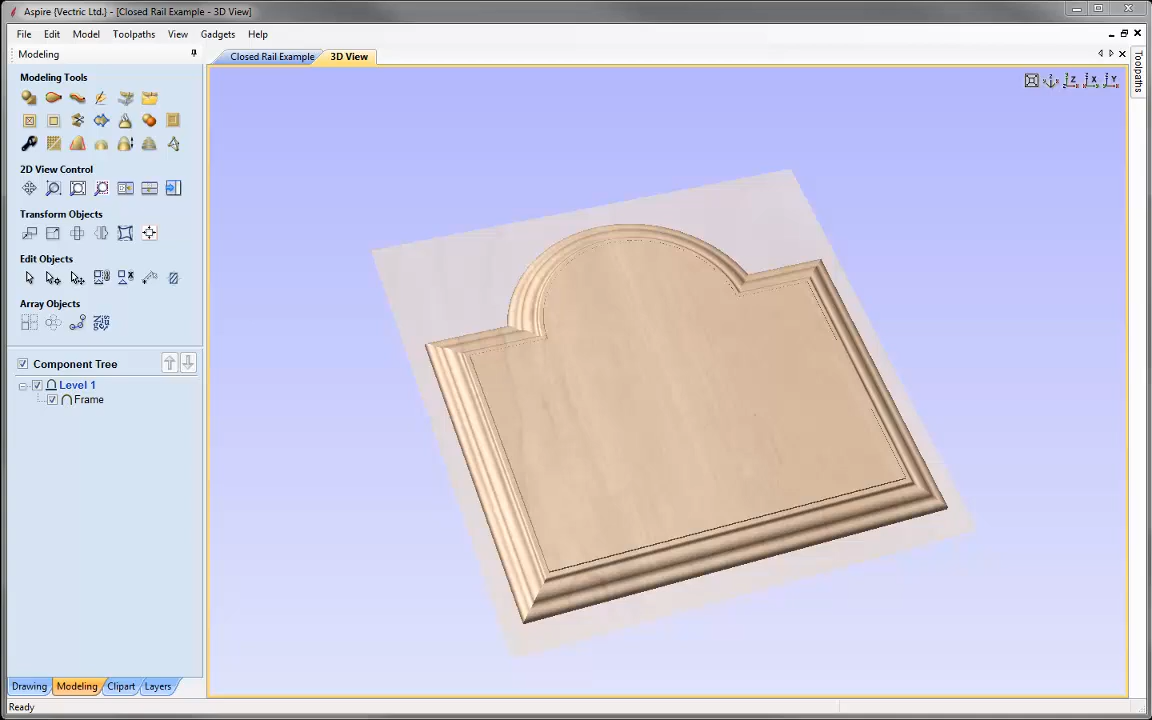 Aspire {Vectric Ltd.} - [Closed Rail Example - 3D View]
File Edit Model Toolpaths View Gadgets Help
Modeling
Closed Rail Example 3D View
Toolpaths
Modeling Tools
2D View Control
Transform Objects
Edit Objects
Array Objects
Component Tree
Level 1
Frame
Drawing Modeling Clipart Layers
Ready